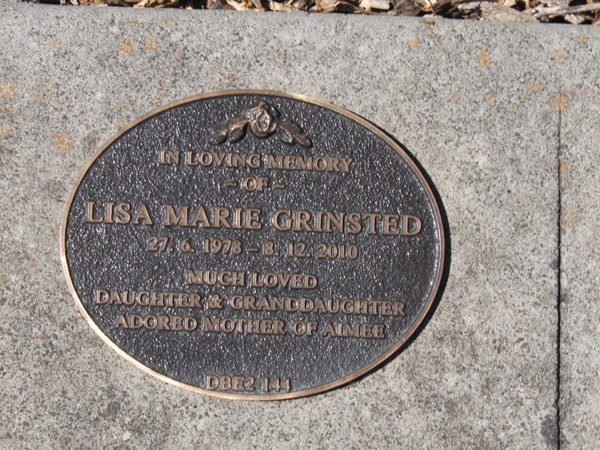 IN LOVING MEMORY
- OF -
LISA MARIE GRINSTED
27. 6. 1978 - 8. 12. 2010
MUCH LOVED
DAUGHTER & GRANDDAUGHTER
ADORED MOTHER OF AIMEE
DBE2 144